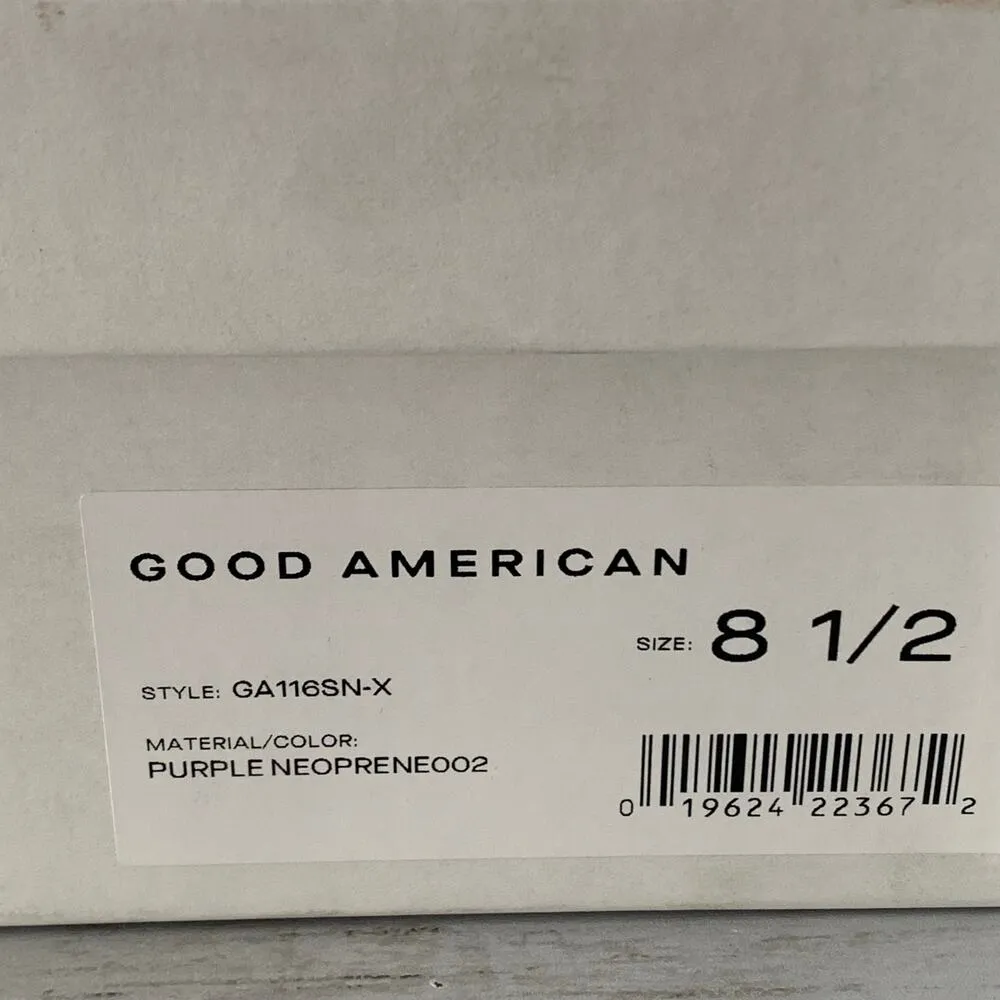 GOOD AMERICAN
SIZE: 8 1/2
STYLE: GA116SN-X
MATERIAL/COLOR:
PURPLE NEOPRENE002
0 19624 22367 2